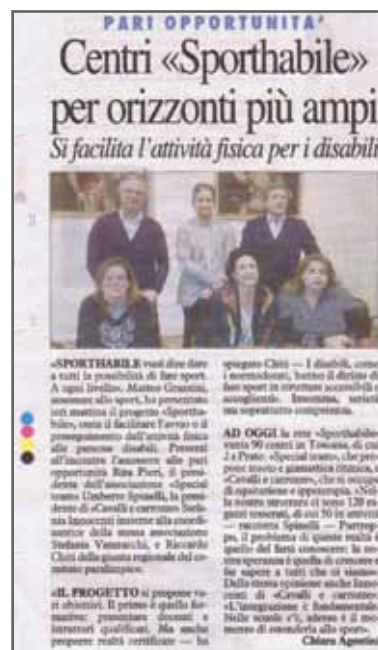 PARI OPPORTUNITA'
Centri «Sporthabile»
per orizzonti più ampi
Si facilita l'attività fisica per i disabili
«SPORTHABILE vuol dire dare
a tutti la possibilità di fare sport.
A ogni livello». Matteo Grazzini,
assessore allo sport, ha presentato
ieri mattina il progetto «Sportha-
bile», ossia il facilitare l'avvio o il
proseguimento dell'attività fisica
alle persone disabili. Presenti
all'incontro l'assessore alle pari
opportunità Rita Pieri, il presi-
dente dell'associazione «Special
team» Umberto Spinelli, la presi-
dente di «Cavalli e carrozze» Stefa-
nia Innocenti insieme alla coordi-
natrice della stessa associazione
Stefania Vannucchi, e Riccardo
Chiti della giunta regionale del co-
mitato paralimpico.
«IL PROGETTO si propone va-
ri obiettivi. Il primo è quello for-
mativo: presentare docenti e
istruttori qualificati. Ma anche
proporre realtà certificate — ha
spiegato Chiti — I disabili, come
i normodotati, hanno il diritto di
fare sport in strutture accessibili e
accoglienti. Insomma, serietà
ma soprattutto competenza.
AD OGGI la rete «Sporthabile»
vanta 90 centri in Toscana, di cui
2 a Prato: «Special team», che pro-
pone nuoto e ginnastica ritmica, e
«Cavalli e carrozze», che si occupa
di equitazione e ippoterapia. «Nel-
la nostra struttura ci sono 120 ra-
gazzi tesserati, di cui 50 in attività
— racconta Spinelli — Purtrop-
po, il problema di queste realtà è
quello del farsi conoscere: la no-
stra speranza è quella di crescere e
far sapere a tutti che ci siamo».
Della stessa opinione anche Inno-
centi di «Cavalli e carrozze»:
«L'integrazione è fondamentale.
Nelle scuole c'è, adesso è il mo-
mento di estenderla allo sport».
Chiara Agostini